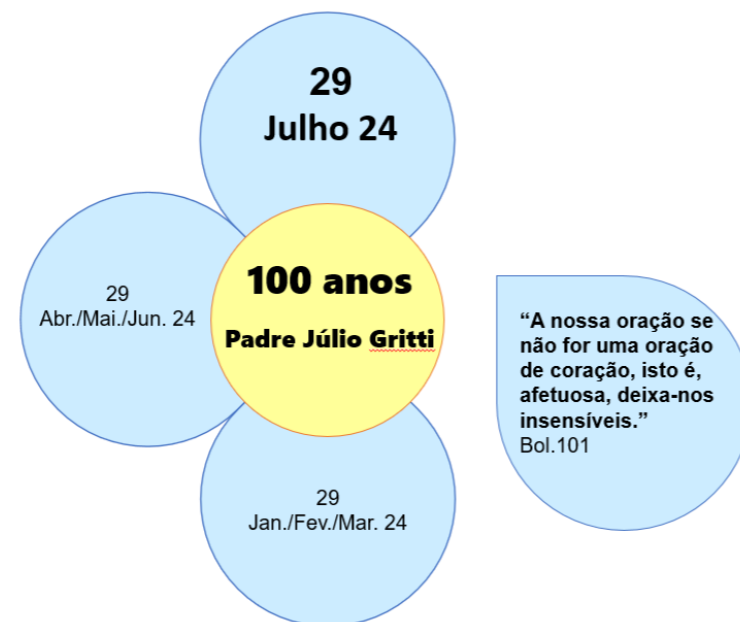 29
Julho 24
100 anos
Padre Júlio Gritti
29
Abr./Mai./Jun. 24
“A nossa oração se
não for uma oração
de coração, isto é,
afetuosa, deixa-nos
insensíveis.”
Bol.101
29
Jan./Fev./Mar. 24